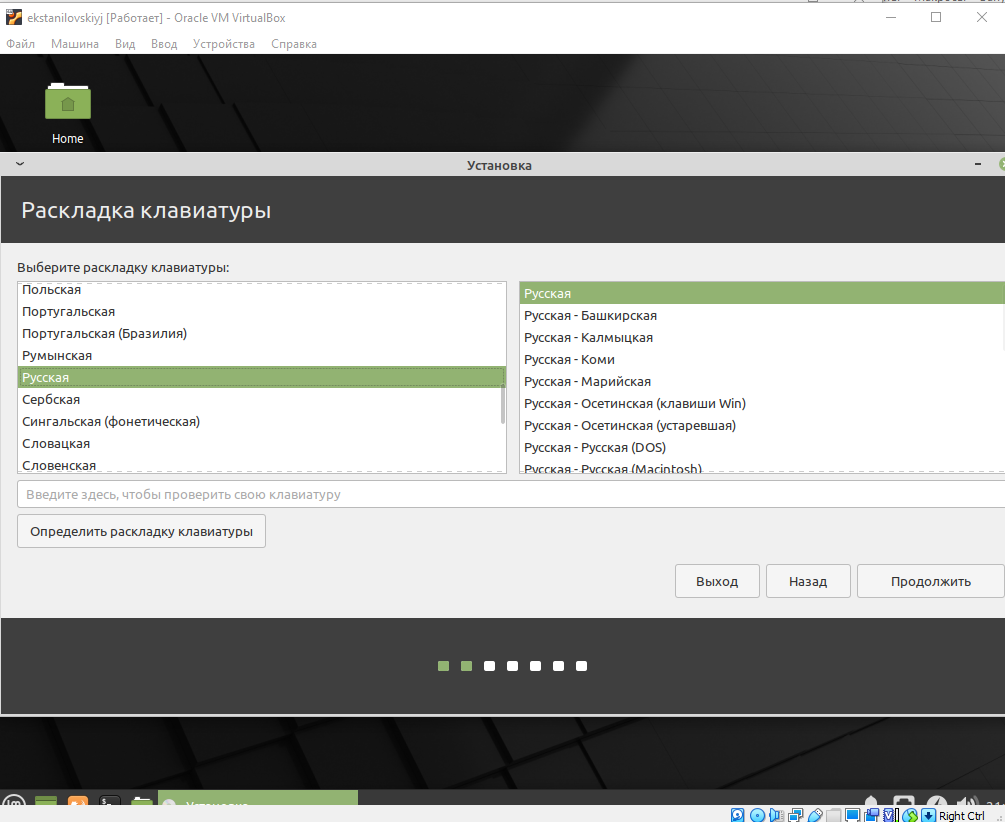 ekstanilovskiyj [Работает] - Oracle VM VirtualBox
Файл Машина Вид Ввод Устройства Справка
Home
Установка
Раскладка клавиатуры
Выберите раскладку клавиатуры:
Польская
Португальская
Португальская (Бразилия)
Румынская
Русская
Сербская
Сингальская (фонетическая)
Словацкая
Словенская
Русская
Русская - Башкирская
Русская - Калмыцкая
Русская - Коми
Русская - Марийская
Русская - Осетинская (клавиши Win)
Русская - Осетинская (устаревшая)
Русская - Русская (DOS)
Русская - Русская (Macintosh)
Введите здесь, чтобы проверить свою клавиатуру
Определить раскладку клавиатуры
Выход Назад Продолжить
Установка
Right Ctrl